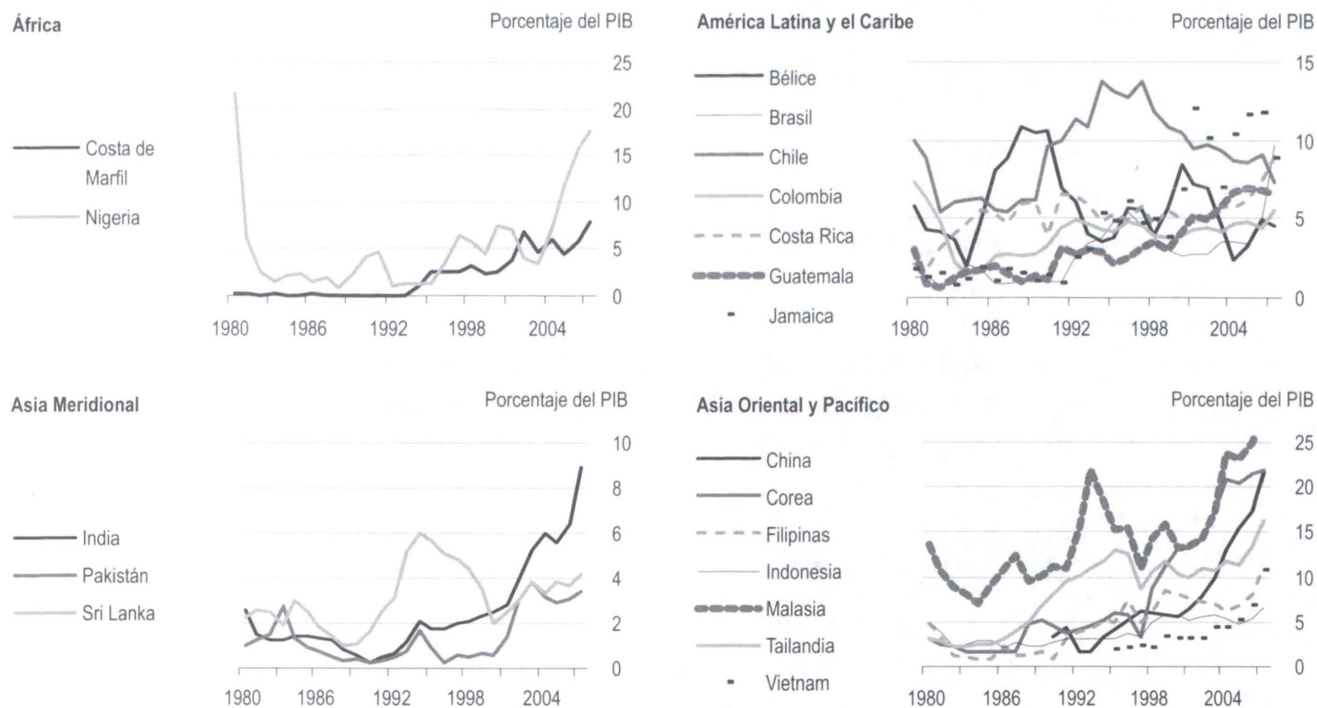 África
Porcentaje del PIB
25
20
15
10
5
0
Costa de
Marfil
Nigeria
1980 1986 1992 1998 2004
América Latina y el Caribe
Porcentaje del PIB
15
10
5
0
Bélice
Brasil
Chile
Colombia
Costa Rica
Guatemala
Jamaica
1980 1986 1992 1998 2004
Asia Meridional
Porcentaje del PIB
10
8
6
4
2
0
India
Pakistán
Sri Lanka
1980 1986 1992 1998 2004
Asia Oriental y Pacífico
Porcentaje del PIB
25
20
15
10
5
0
China
Corea
Filipinas
Indonesia
Malasia
Tailandia
Vietnam
1980 1986 1992 1998 2004